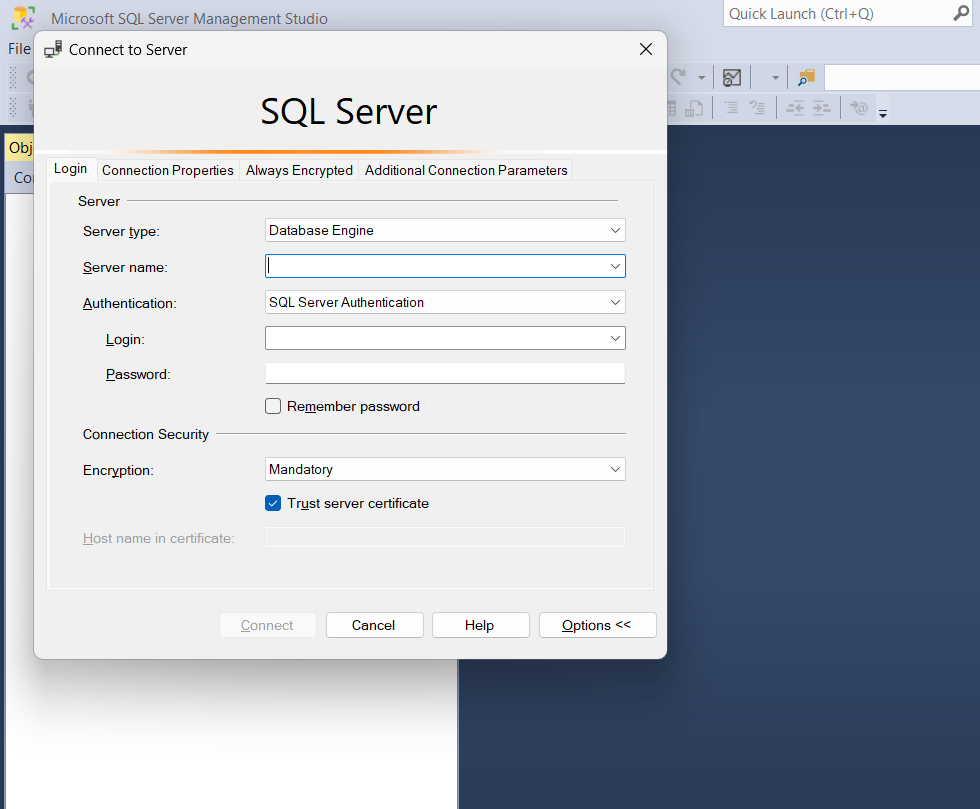 Microsoft SQL Server Management Studio
Quick Launch (Ctrl+Q)
File
Connect to Server
SQL Server
Obj
Login
Connection Properties
Always Encrypted
Additional Connection Parameters
Server
Server type:
Database Engine
Server name:
Authentication:
SQL Server Authentication
Login:
Password:
Remember password
Connection Security
Encryption:
Mandatory
Trust server certificate
Host name in certificate:
Connect
Cancel
Help
Options <<